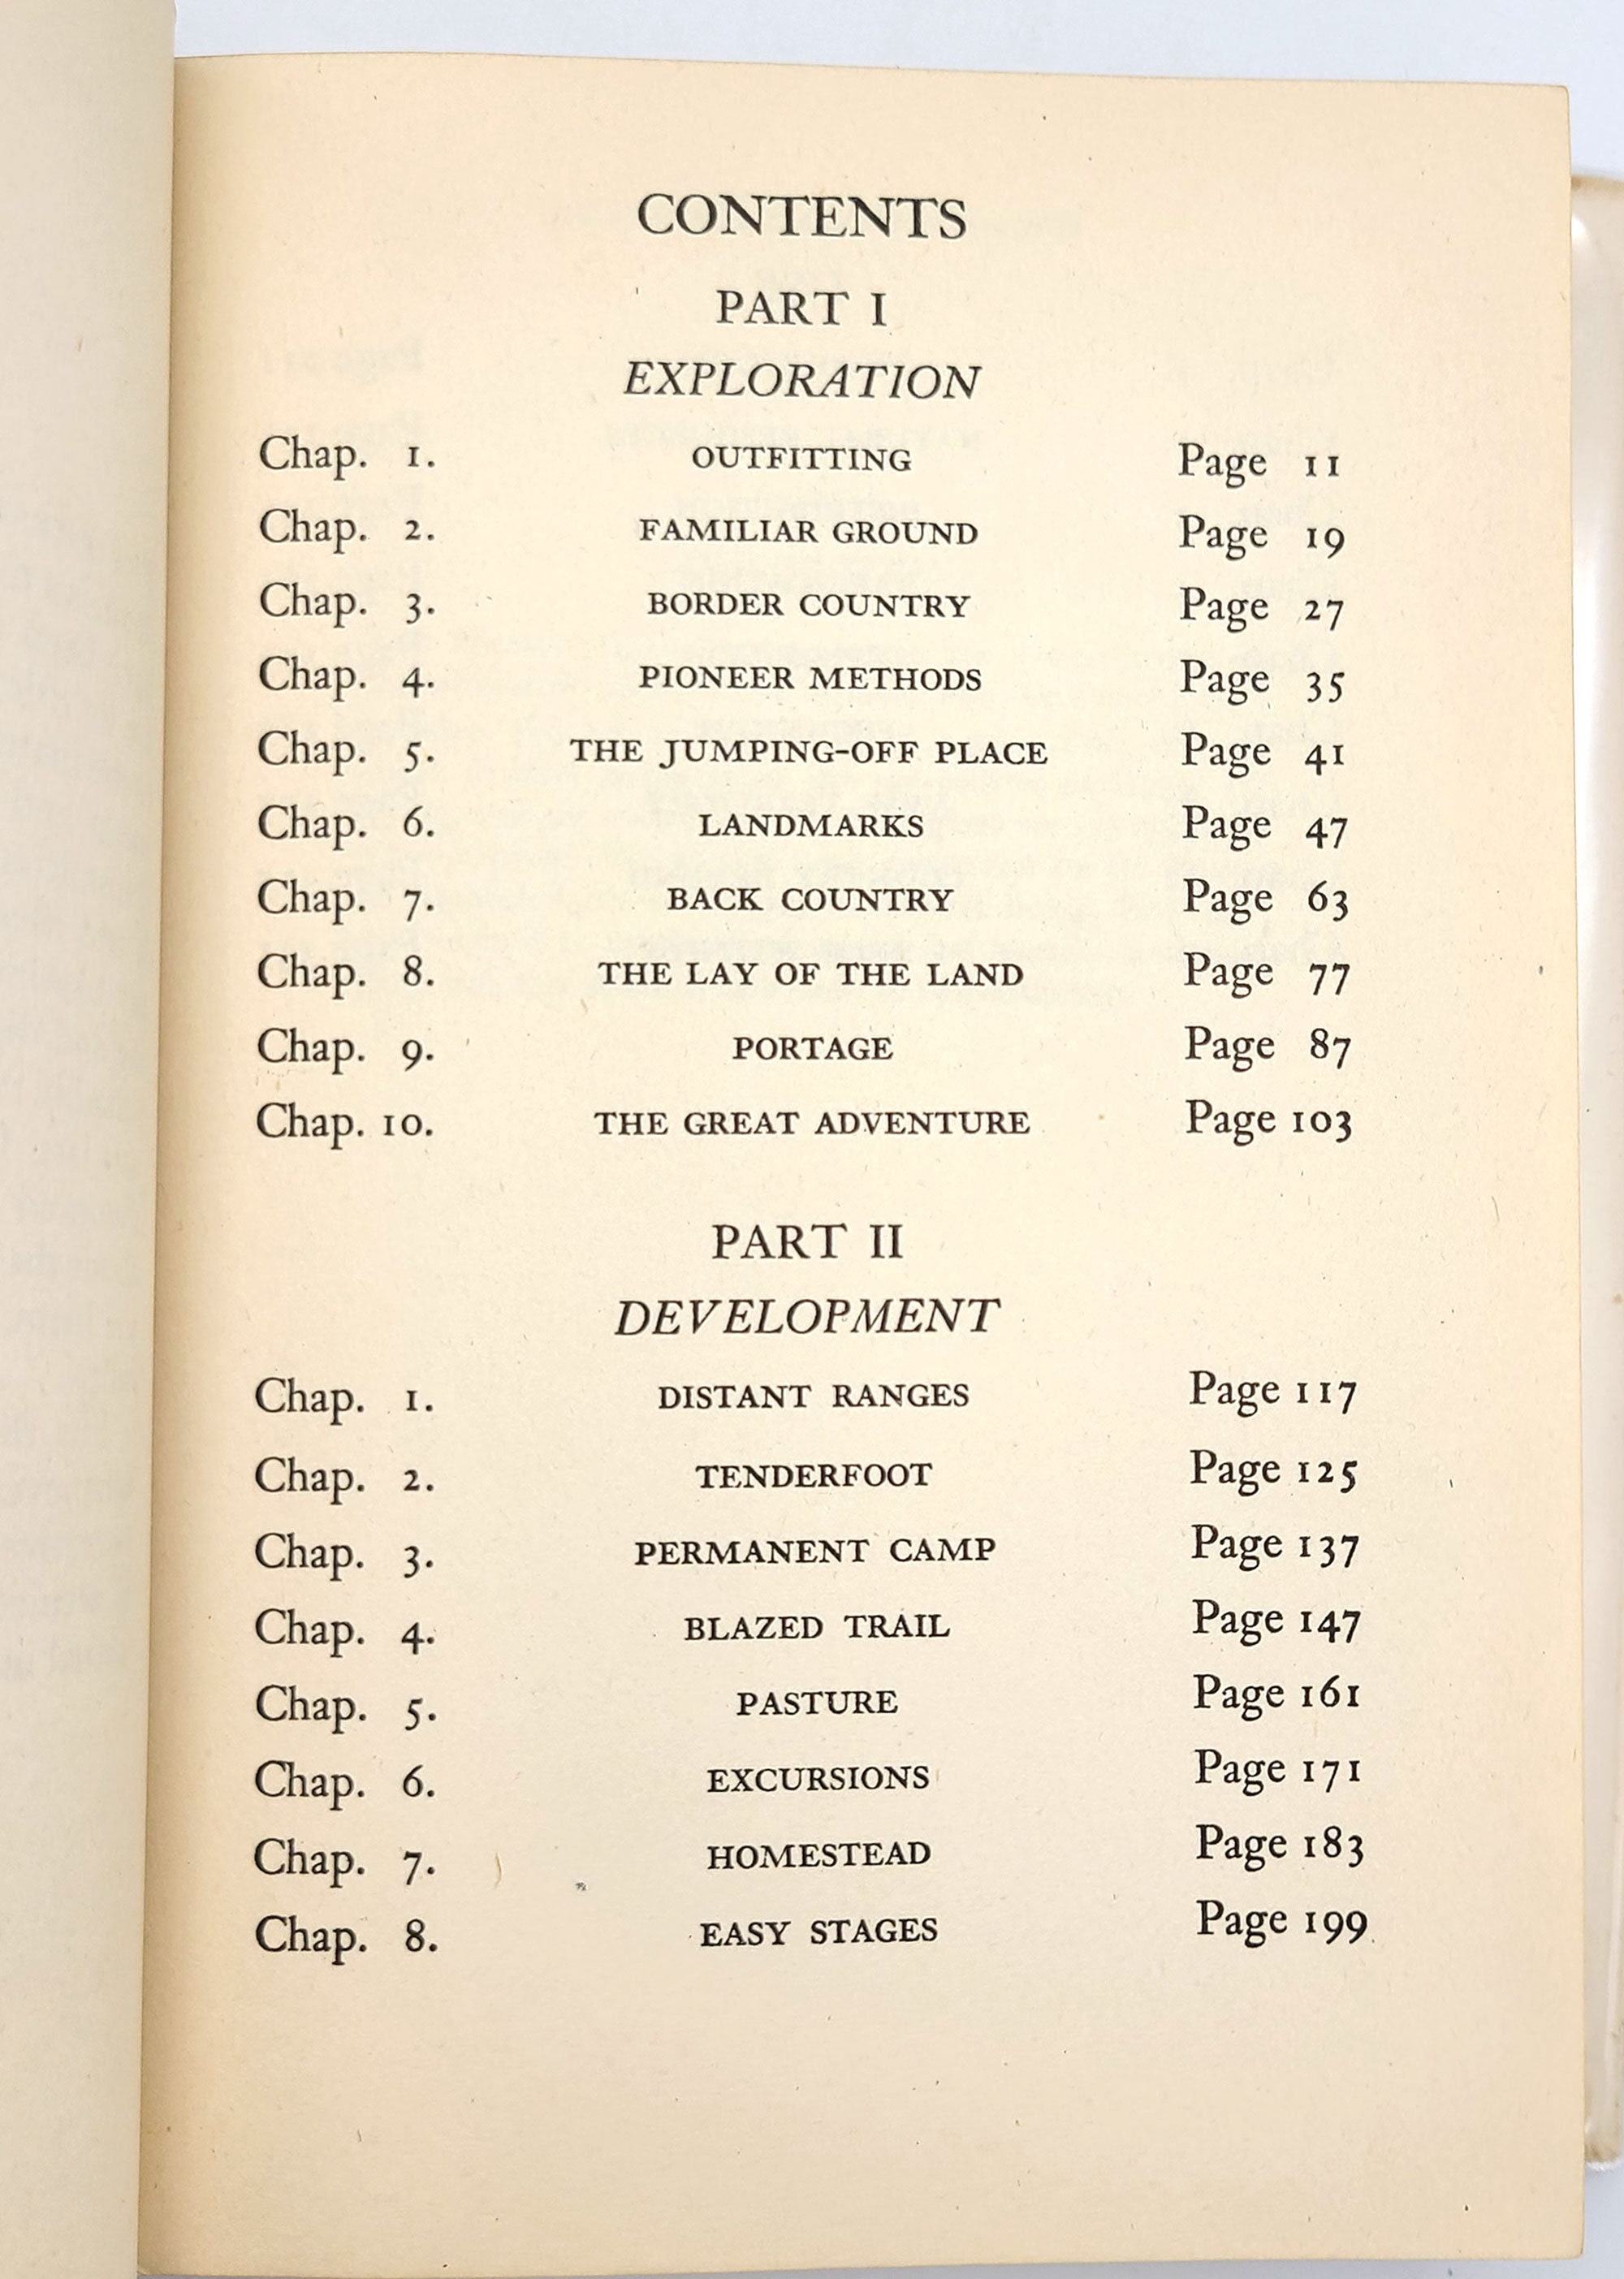 CONTENTS
PART I
EXPLORATION
Chap. 1. OUTFITTING Page 11
Chap. 2. FAMILIAR GROUND Page 19
Chap. 3. BORDER COUNTRY Page 27
Chap. 4. PIONEER METHODS Page 35
Chap. 5. THE JUMPING-OFF PLACE Page 41
Chap. 6. LANDMARKS Page 47
Chap. 7. BACK COUNTRY Page 63
Chap. 8. THE LAY OF THE LAND Page 77
Chap. 9. PORTAGE Page 87
Chap. 10. THE GREAT ADVENTURE Page 103
PART II
DEVELOPMENT
Chap. 1. DISTANT RANGES Page 117
Chap. 2. TENDERFOOT Page 125
Chap. 3. PERMANENT CAMP Page 137
Chap. 4. BLAZED TRAIL Page 147
Chap. 5. PASTURE Page 161
Chap. 6. EXCURSIONS Page 171
Chap. 7. HOMESTEAD Page 183
Chap. 8. EASY STAGES Page 199